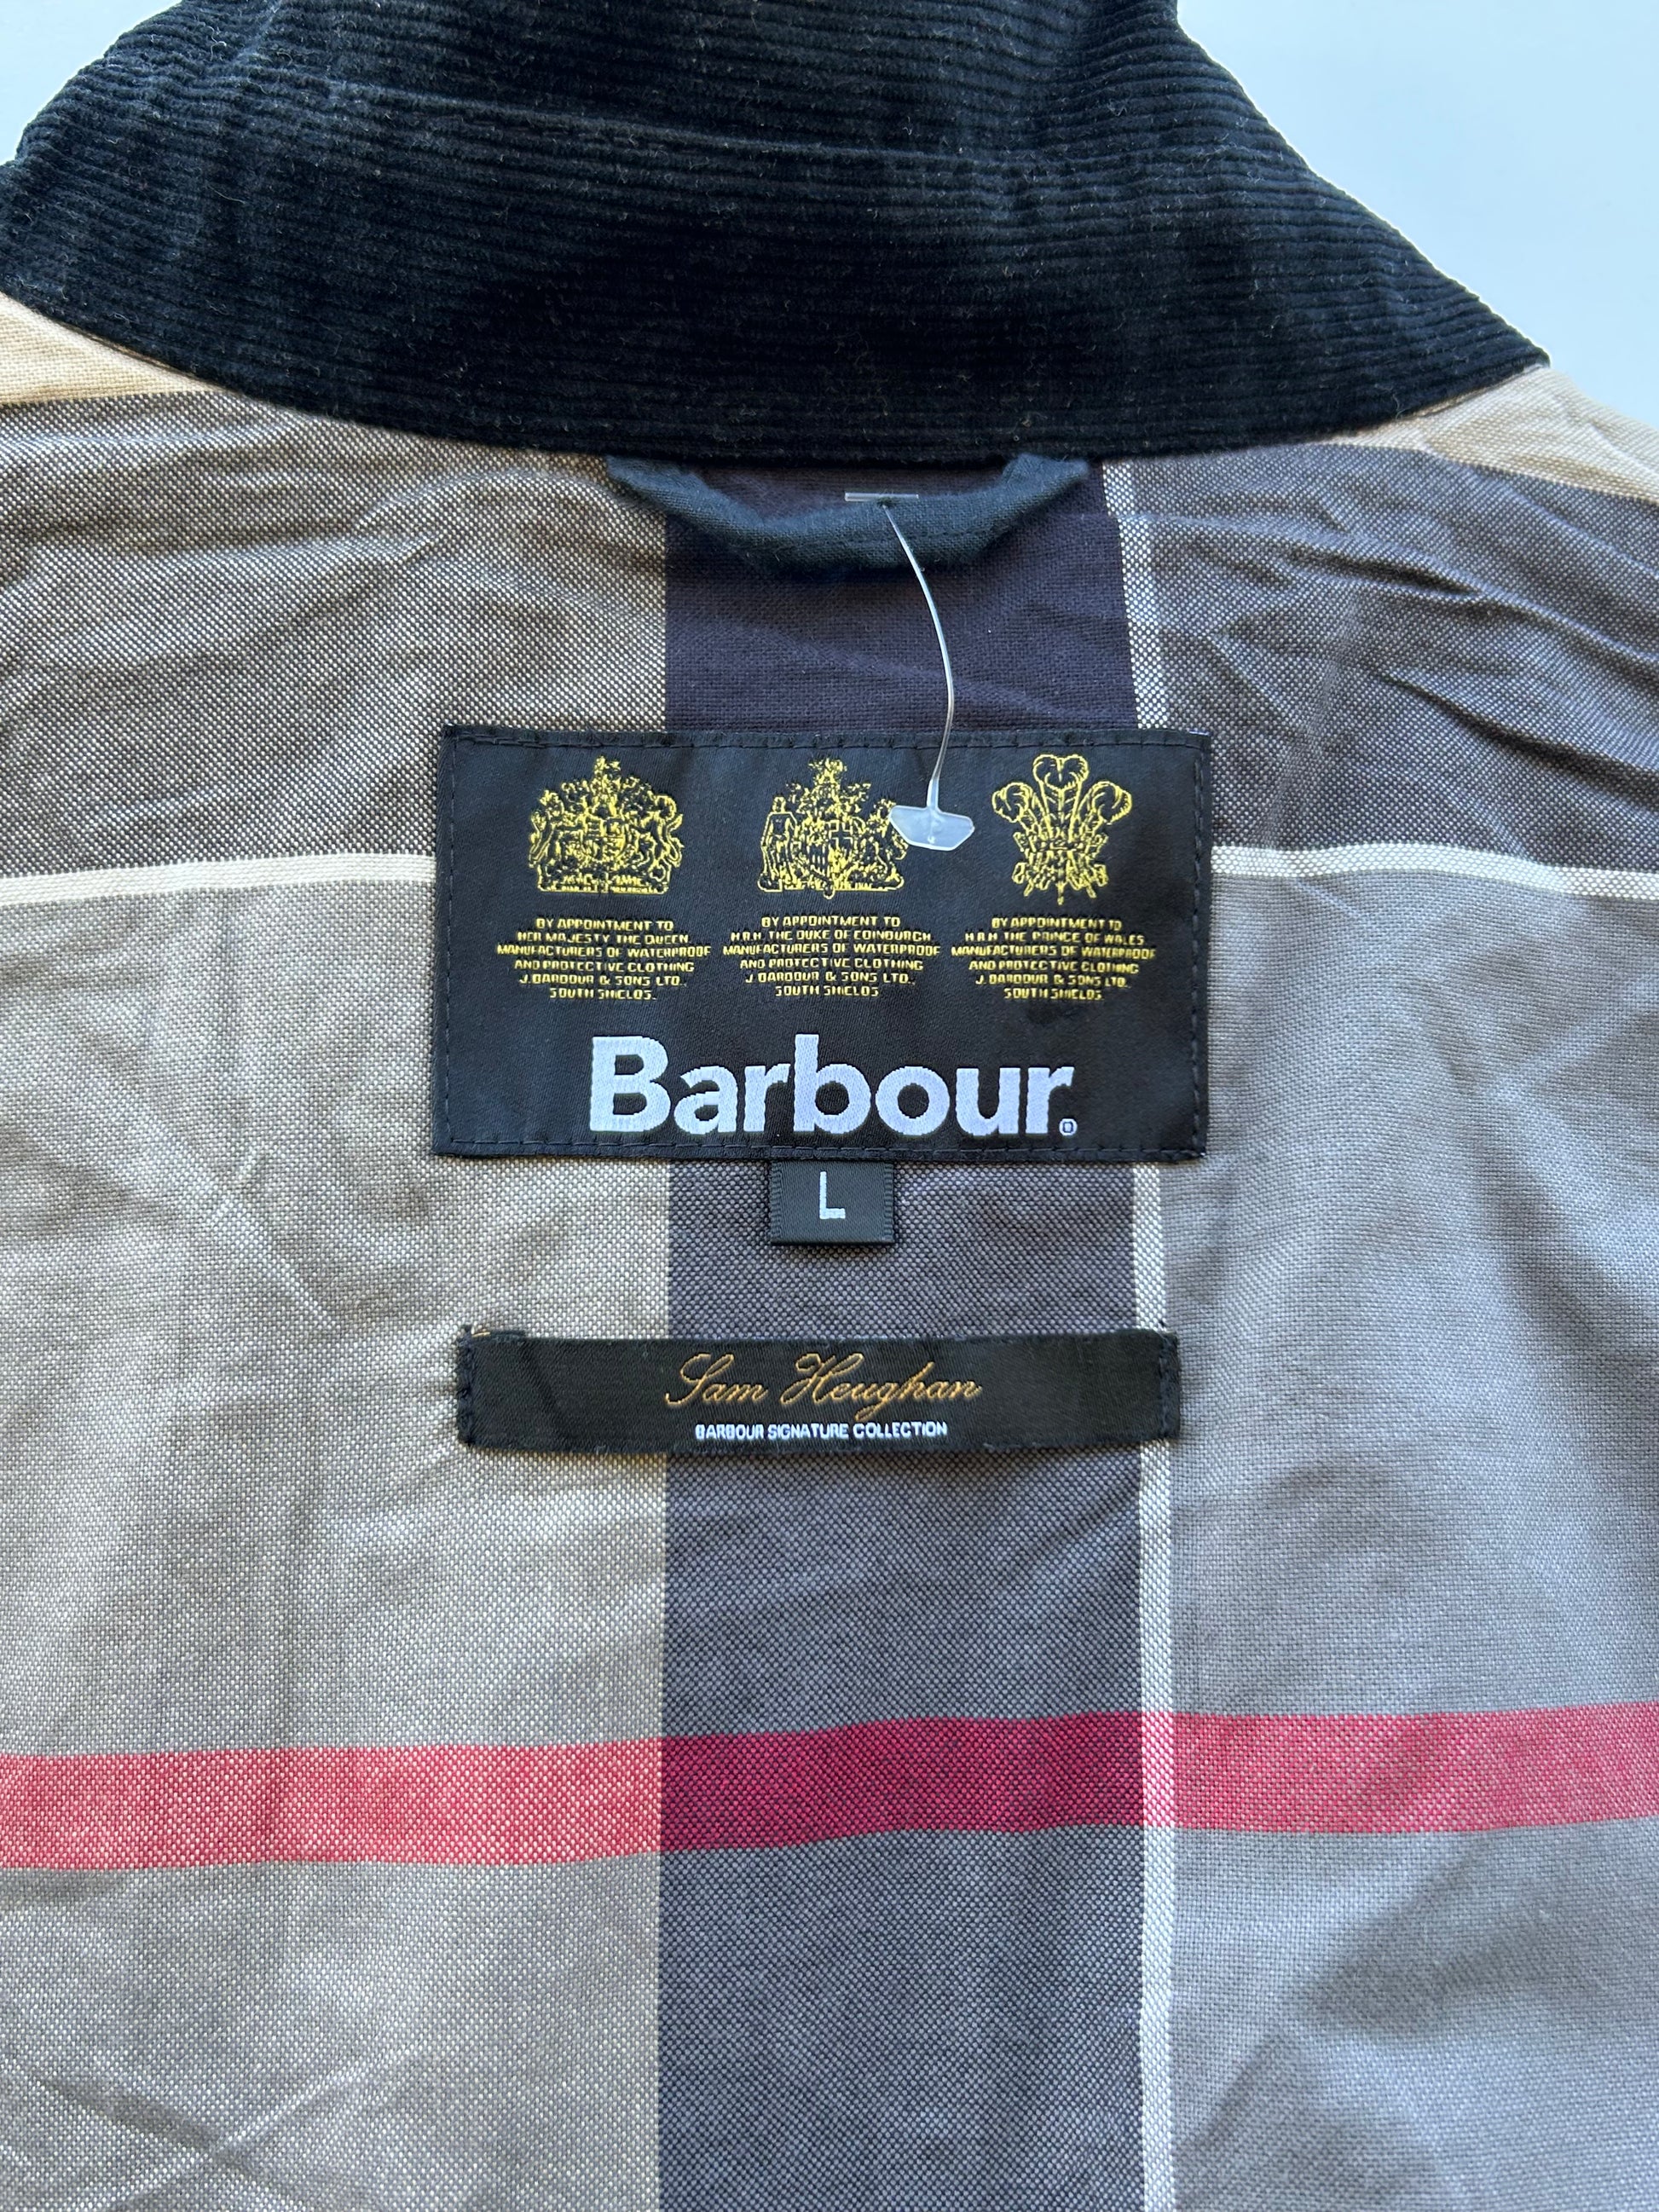 BY APPOINTMENT TO
HER MAJESTY THE QUEEN
MANUFACTURERS OF WATERPROOF
AND PROTECTIVE CLOTHING
J. BARBOUR & SONS LTD.,
SOUTH SHIELDS.
BY APPOINTMENT TO
H.R.H. THE DUKE OF EDINBURGH
MANUFACTURERS OF WATERPROOF
AND PROTECTIVE CLOTHING
J. BARBOUR & SONS LTD.,
SOUTH SHIELDS
BY APPOINTMENT TO
H.R.H. THE PRINCE OF WALES
MANUFACTURERS OF WATERPROOF
AND PROTECTIVE CLOTHING
J. BARBOUR & SONS LTD.
SOUTH SHIELDS
Barbour®
L
Sam Heughan
BARBOUR SIGNATURE COLLECTION